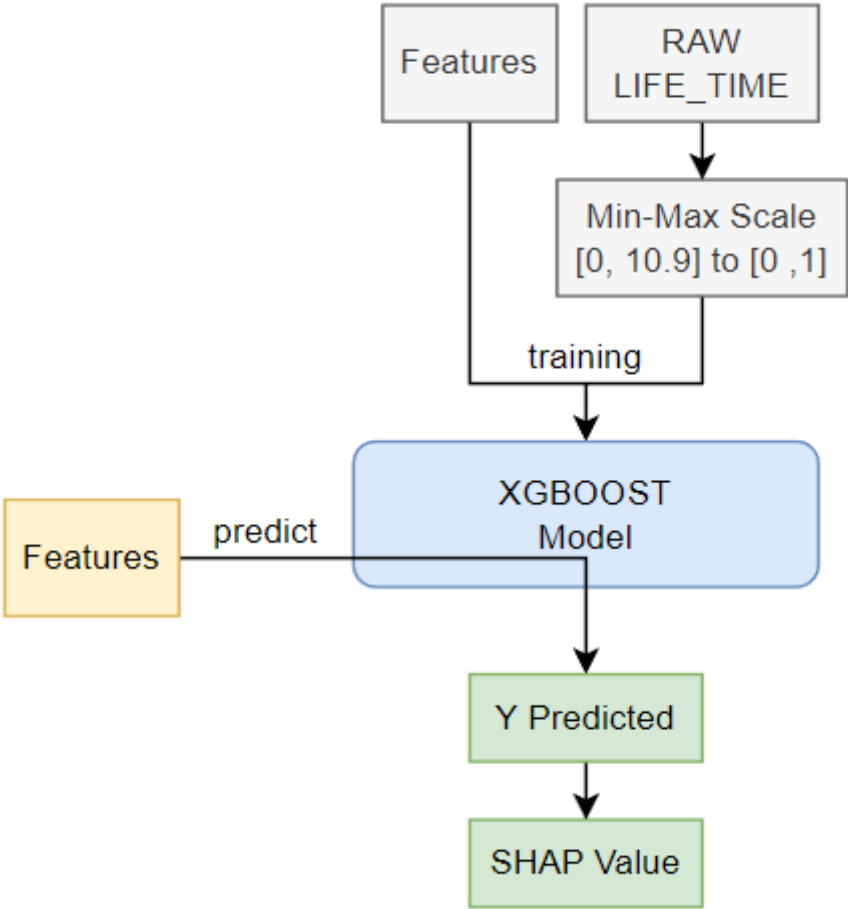 Features
RAW
LIFE_TIME
Min-Max Scale
[0, 10.9] to [0 ,1]
training
XGBOOST
Model
Features
predict
Y Predicted
SHAP Value